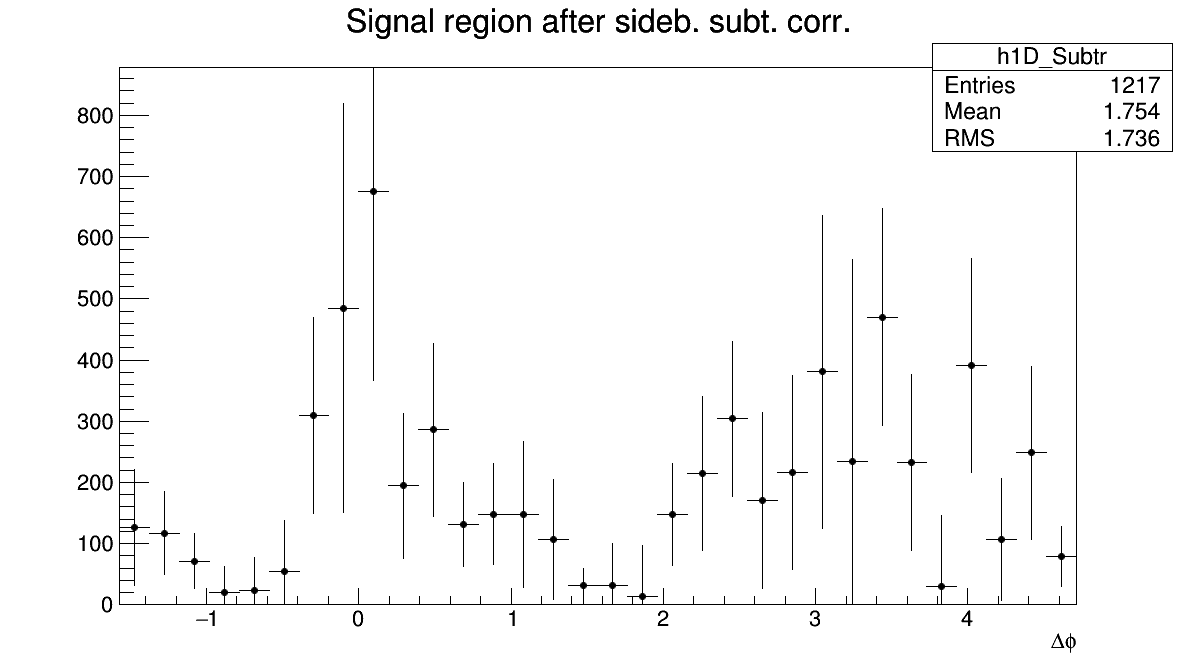 Signal region after sideb. subt. corr.
h1D_Subtr
Entries 1217
Mean 1.754
RMS 1.736
800
700
600
500
400
300
200
100
0
−1 0 1 2 3 4
Δϕ